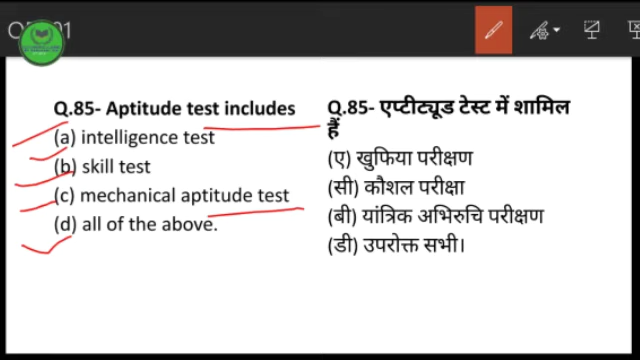 Q.85- Aptitude test includes
(a) intelligence test
(b) skill test
(c) mechanical aptitude test
(d) all of the above.
Q.85- एप्टीट्यूड टेस्ट में शामिल
हैं
(ए) खुफिया परीक्षण
(सी) कौशल परीक्षा
(बी) यांत्रिक अभिरुचि परीक्षण
(डी) उपरोक्त सभी।